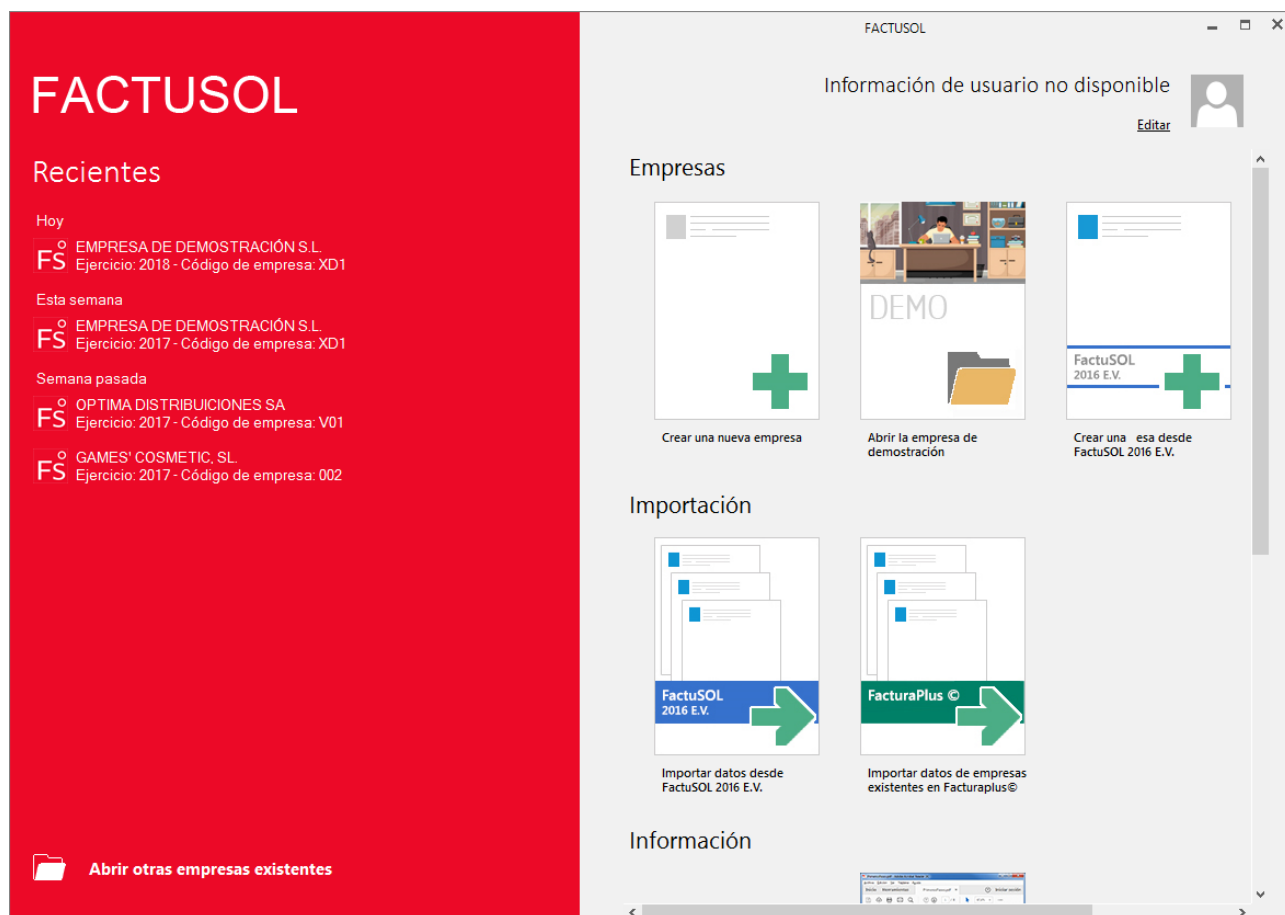 FACTUSOL
FACTUSOL
Información de usuario no disponible
Editar
Recientes
Hoy
FS
EMPRESA DE DEMOSTRACIÓN S.L.
Ejercicio: 2018 - Código de empresa: XD1
Esta semana
FS
EMPRESA DE DEMOSTRACIÓN S.L.
Ejercicio: 2017 - Código de empresa: XD1
Semana pasada
FS
OPTIMA DISTRIBUICIONES SA
Ejercicio: 2017 - Código de empresa: V01
FS
GAMES' COSMETIC, SL.
Ejercicio: 2017 - Código de empresa: 002
Abrir otras empresas existentes
Empresas
Crear una nueva empresa
DEMO
Abrir la empresa de
demostración
FactuSOL
2016 E.V.
Crear una esa desde
FactuSOL 2016 E.V.
Importación
FactuSOL
2016 E.V.
Importar datos desde
FactuSOL 2016 E.V.
FacturaPlus ©
Importar datos de empresas
existentes en Facturaplus©
Información